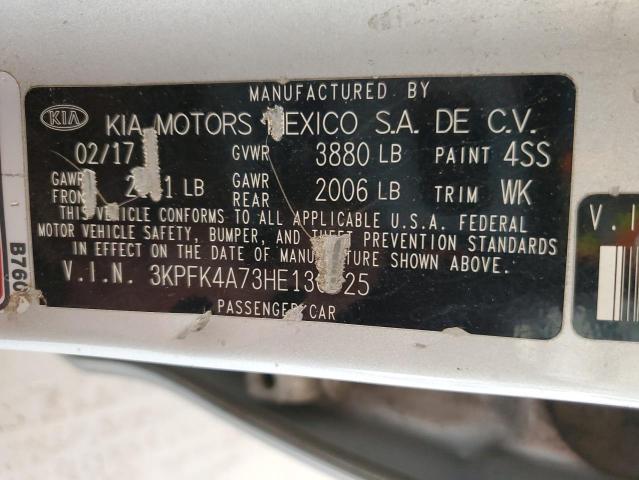 MANUFACTURED BY
KIA KIA MOTORS MEXICO S.A. DE C.V.
02/17 GVWR 3880 LB PAINT 4SS
GAWR FRONT LB GAWR REAR 2006 LB TRIM WK
THIS VEHICLE CONFORMS TO ALL APPLICABLE U.S.A. FEDERAL
MOTOR VEHICLE SAFETY, BUMPER, AND THEFT PREVENTION STANDARDS
IN EFFECT ON THE DATE OF MANUFACTURE SHOWN ABOVE.
V.I.N.
PASSENGER CAR
B760
V.I